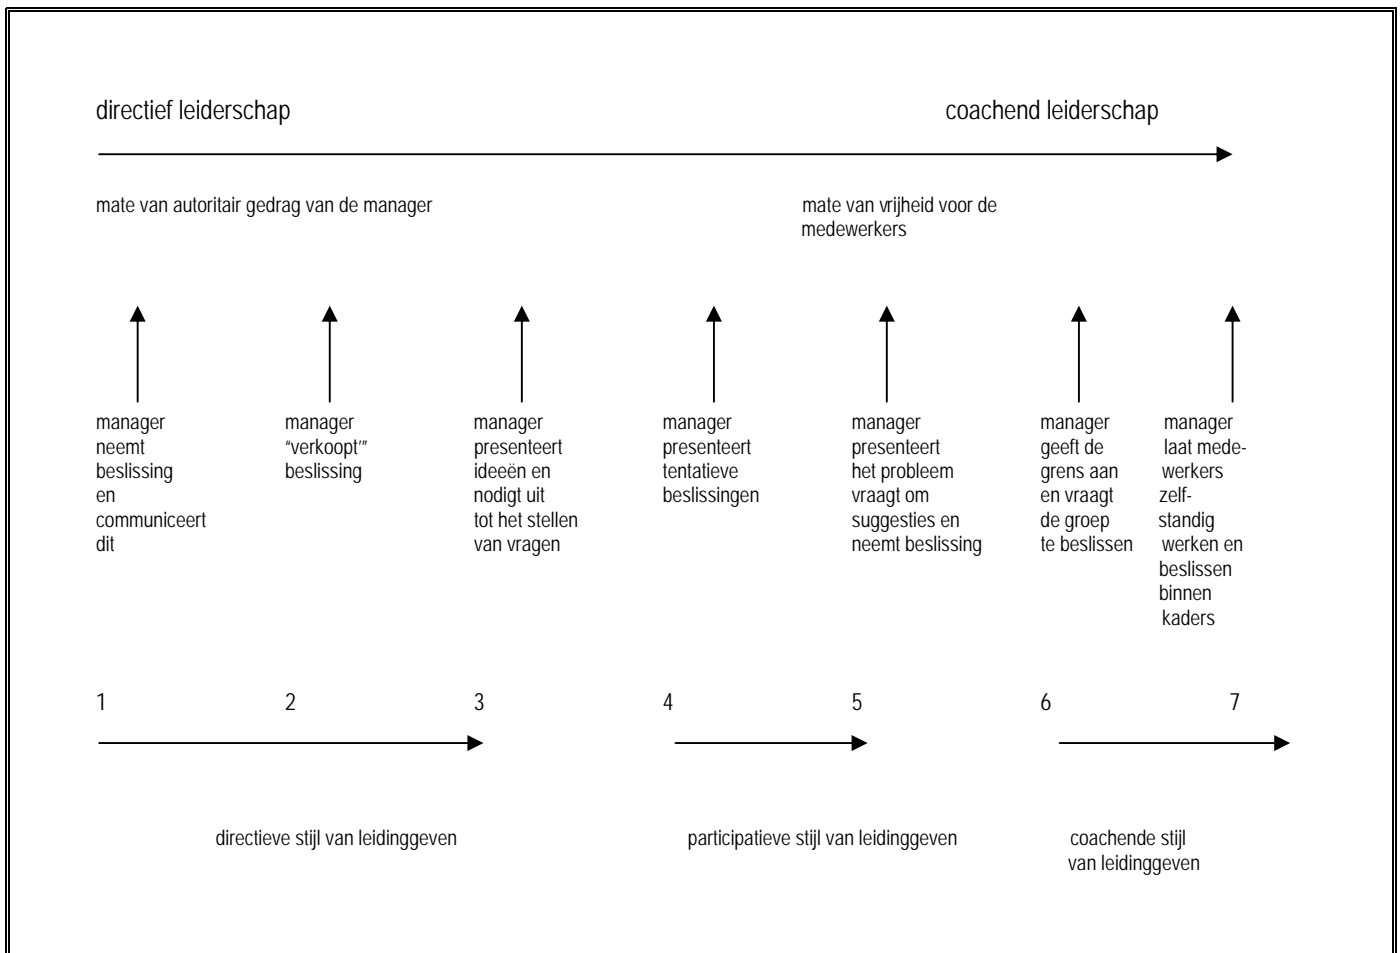 directief leiderschap
coachend leiderschap
mate van autoritair gedrag van de manager
mate van vrijheid voor de
medewerkers
manager
neemt
beslissing
en
communiceert
dit
manager
“verkoopt’”
beslissing
manager
presenteert
ideeën en
nodigt uit
tot het stellen
van vragen
manager
presenteert
tentatieve
beslissingen
manager
presenteert
het probleem
vraagt om
suggesties en
neemt beslissing
manager
geeft de
grens aan
en vraagt
de groep
te beslissen
manager
laat mede-
werkers
zelf-
standig
werken en
beslissen
binnen
kaders
1
2
3
4
5
6
7
directieve stijl van leidinggeven
participatieve stijl van leidinggeven
coachende stijl
van leidinggeven